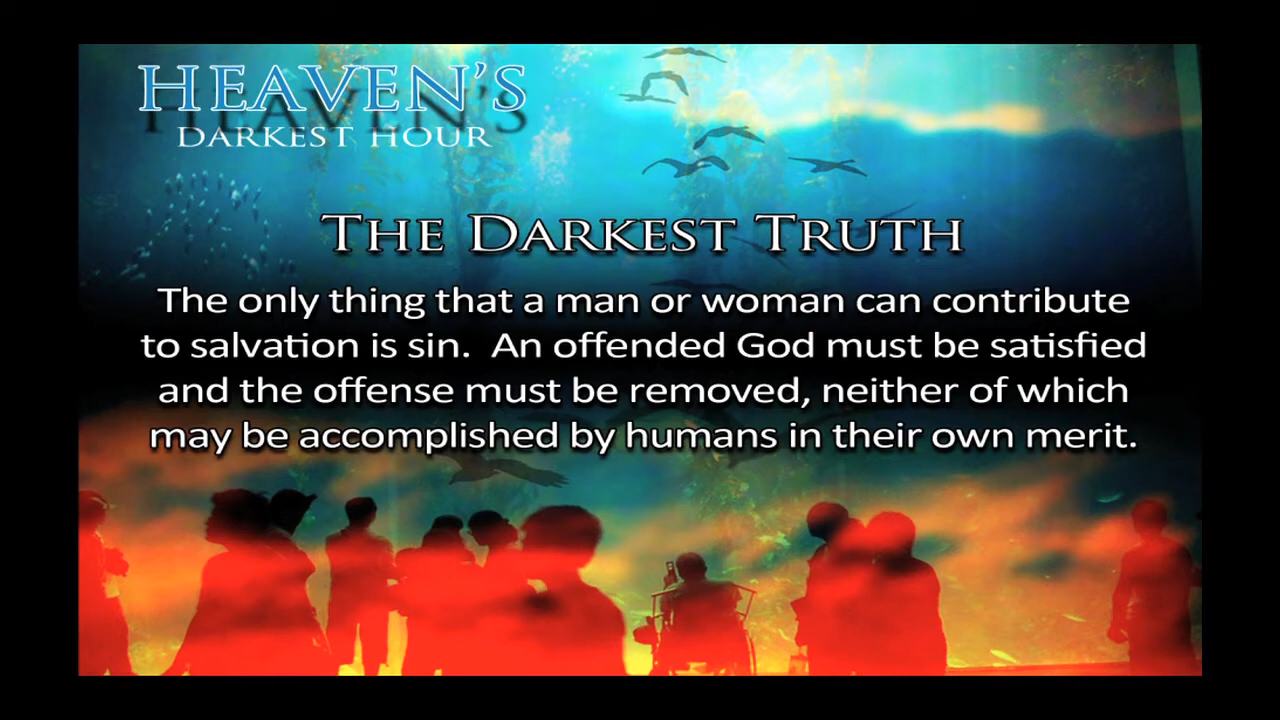 HEAVEN'S
DARKEST HOUR
THE DARKEST TRUTH
The only thing that a man or woman can contribute
to salvation is sin.  An offended God must be satisfied
and the offense must be removed, neither of which
may be accomplished by humans in their own merit.